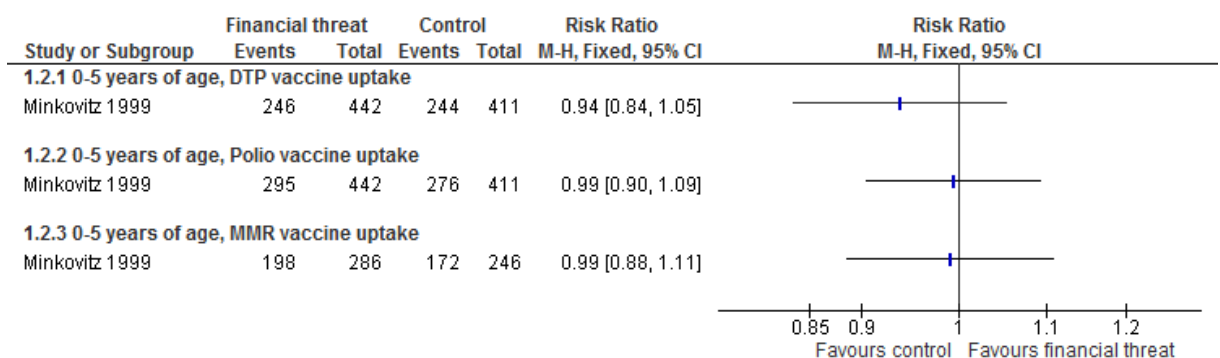 Financial threat Control Risk Ratio Risk Ratio
Study or Subgroup Events Total Events Total M-H, Fixed, 95% CI M-H, Fixed, 95% CI
1.2.1 0-5 years of age, DTP vaccine uptake
Minkovitz 1999 246 442 244 411 0.94 [0.84, 1.05]
1.2.2 0-5 years of age, Polio vaccine uptake
Minkovitz 1999 295 442 276 411 0.99 [0.90, 1.09]
1.2.3 0-5 years of age, MMR vaccine uptake
Minkovitz 1999 198 286 172 246 0.99 [0.88, 1.11]
0.85 0.9 1 1.1 1.2
Favours control Favours financial threat